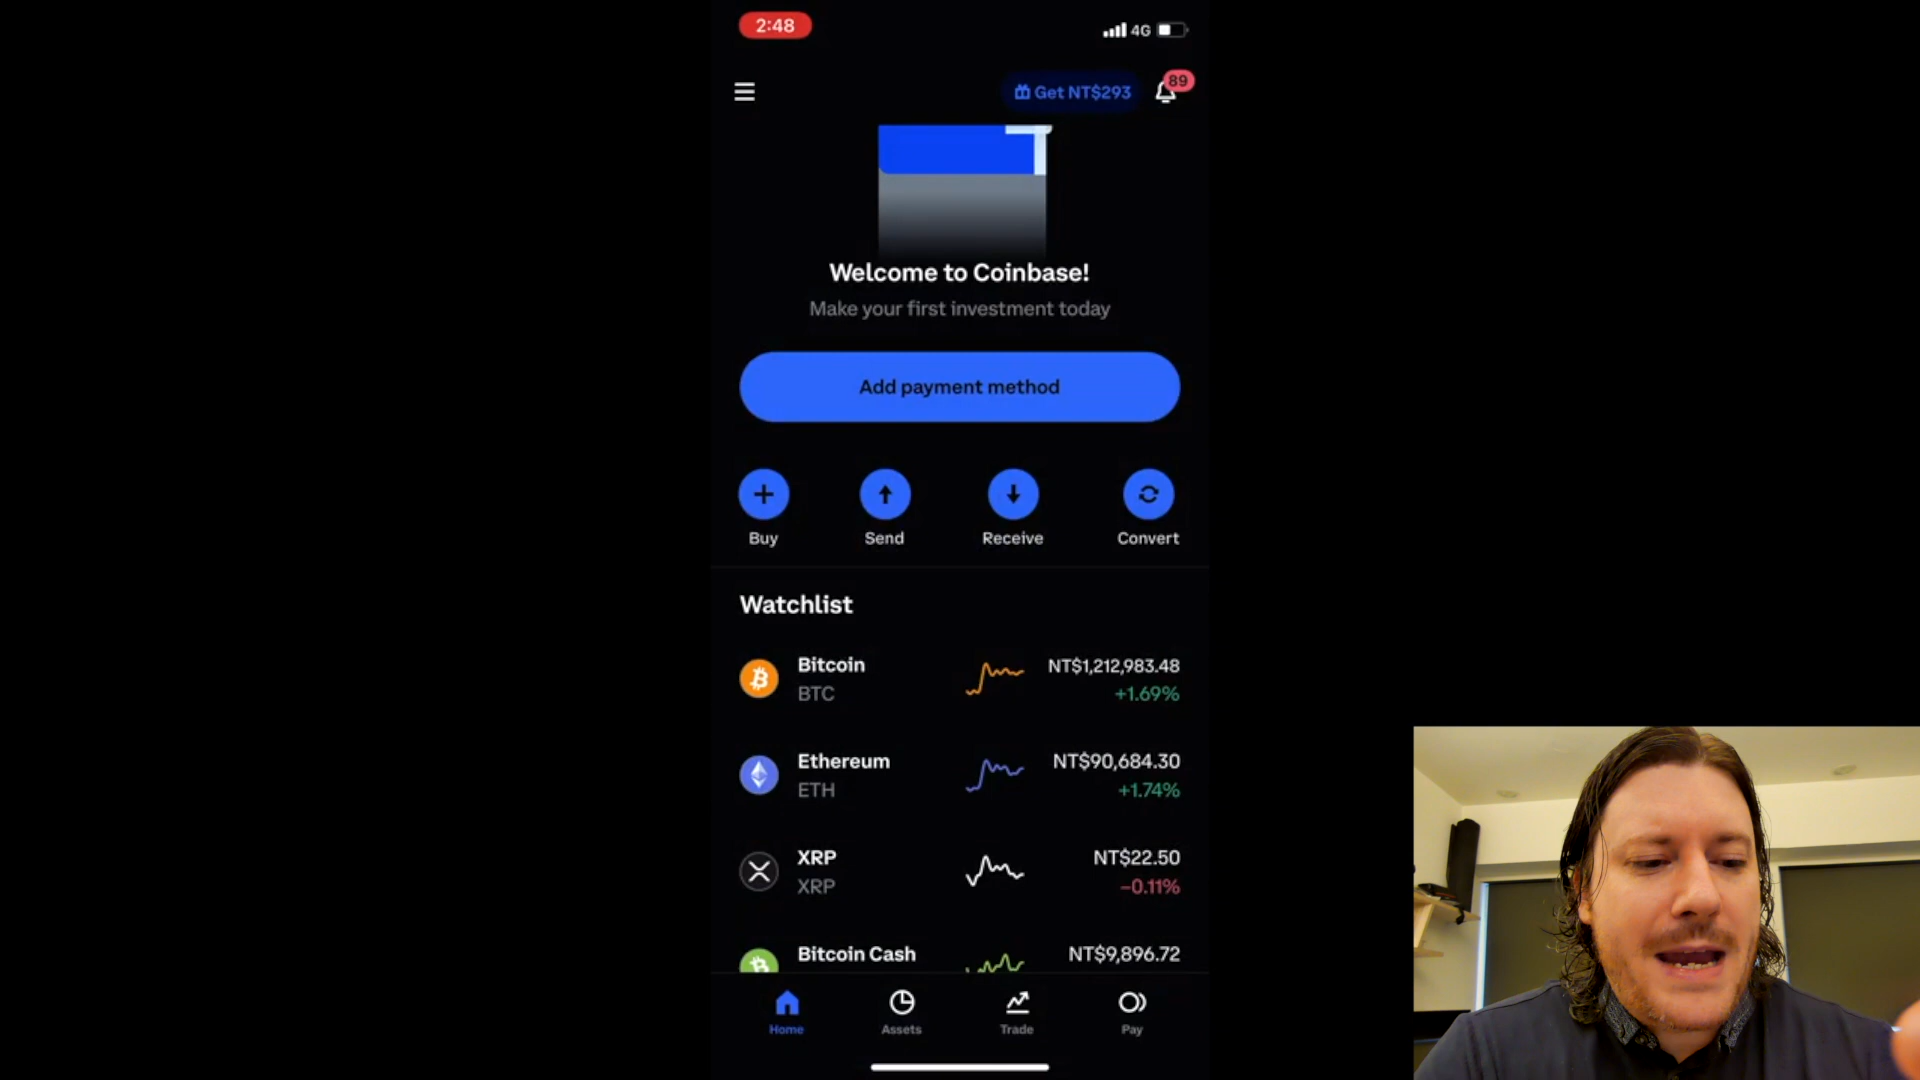 2:48
4G
Get NT$293
89
Welcome to Coinbase!
Make your first investment today
Add payment method
Buy
Send
Receive
Convert
Watchlist
Bitcoin
NT$1,212,983.48
BTC
+1.69%
Ethereum
NT$90,684.30
ETH
+1.74%
XRP
NT$22.50
XRP
-0.11%
Bitcoin Cash
NT$9,896.72
Home
Assets
Trade
Pay